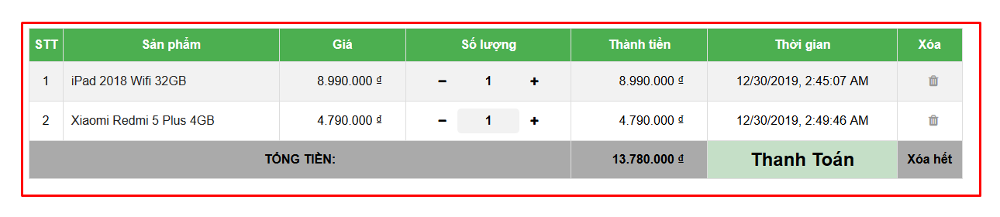 STT Sản phẩm Giá Số lượng Thành tiền Thời gian Xóa
1 iPad 2018 Wifi 32GB 8.990.000 ₫ − 1 + 8.990.000 ₫ 12/30/2019, 2:45:07 AM
2 Xiaomi Redmi 5 Plus 4GB 4.790.000 ₫ − 1 + 4.790.000 ₫ 12/30/2019, 2:49:46 AM
TỔNG TIỀN: 13.780.000 ₫ Thanh Toán Xóa hết